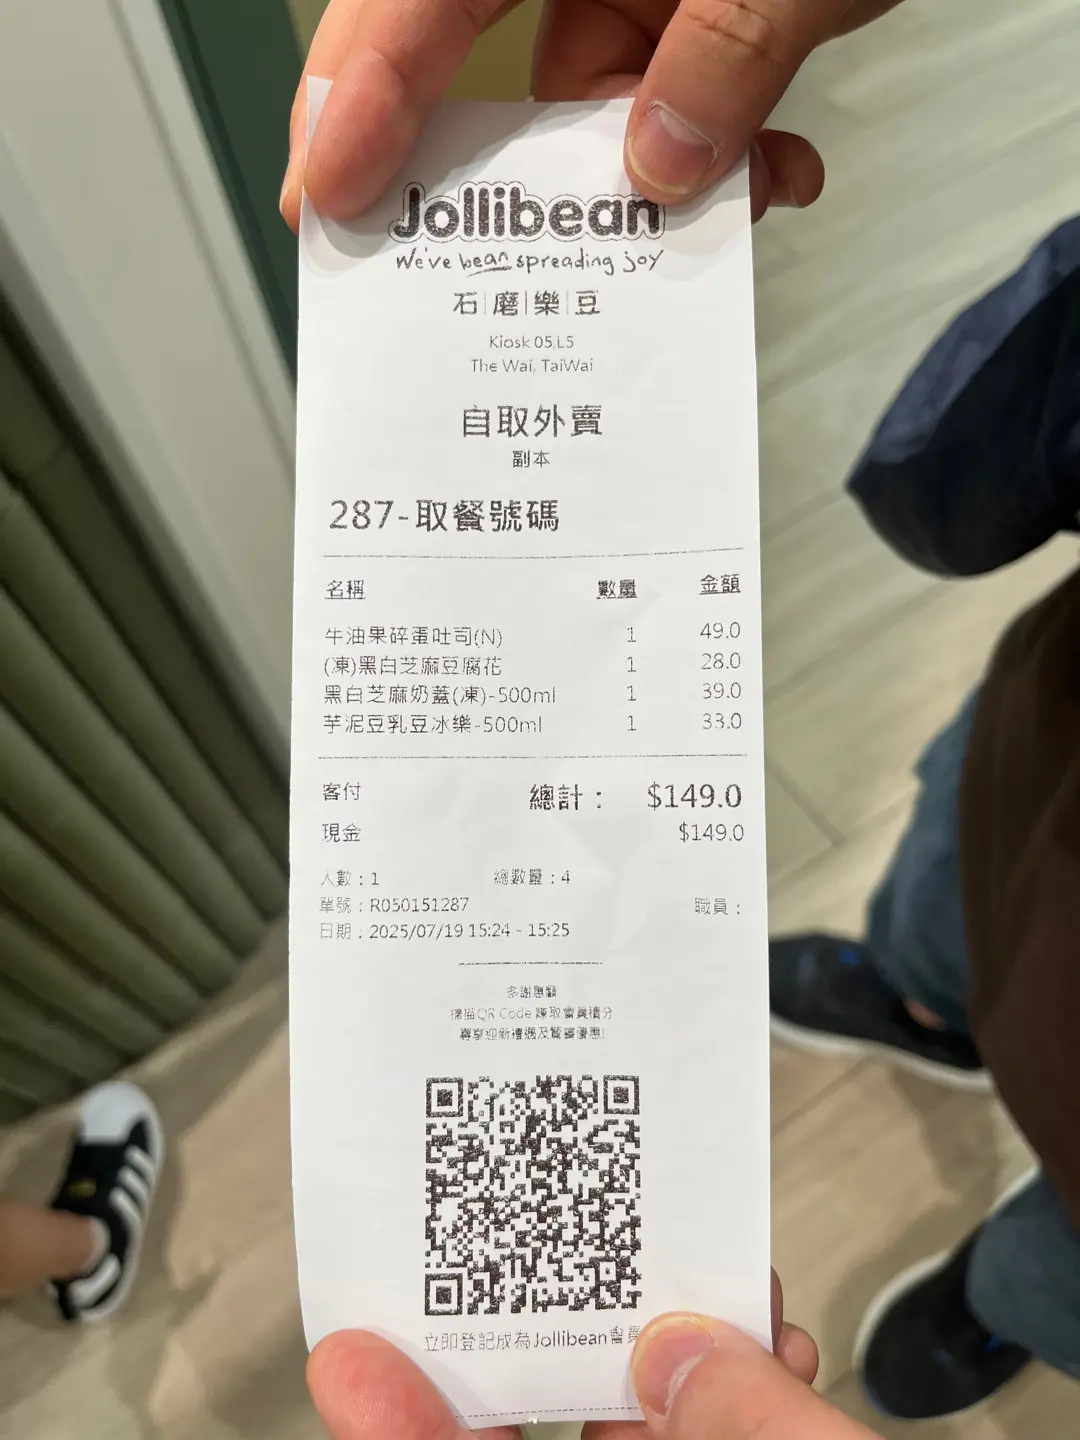 Jollibean
We've bean spreading joy
石|磨|樂|豆
Kiosk 05,L5
The Wai, TaiWai
自取外賣
副本
287-取餐號碼
名稱 數量 金額
牛油果碎蛋吐司(N) 1 49.0
(凍)黑白芝麻豆腐花 1 28.0
黑白芝麻奶蓋(凍)-500ml 1 39.0
芋泥豆乳豆冰樂-500ml 1 33.0
客付 總計： $149.0
現金 $149.0
人數：1 總數量：4
單號：R050151287 職員：
日期：2025/07/19 15:24 - 15:25
多謝惠顧
掃描QR Code 賺取會員積分
尊享迎新禮遇及驚喜優惠!
立即登記成為Jollibean會員